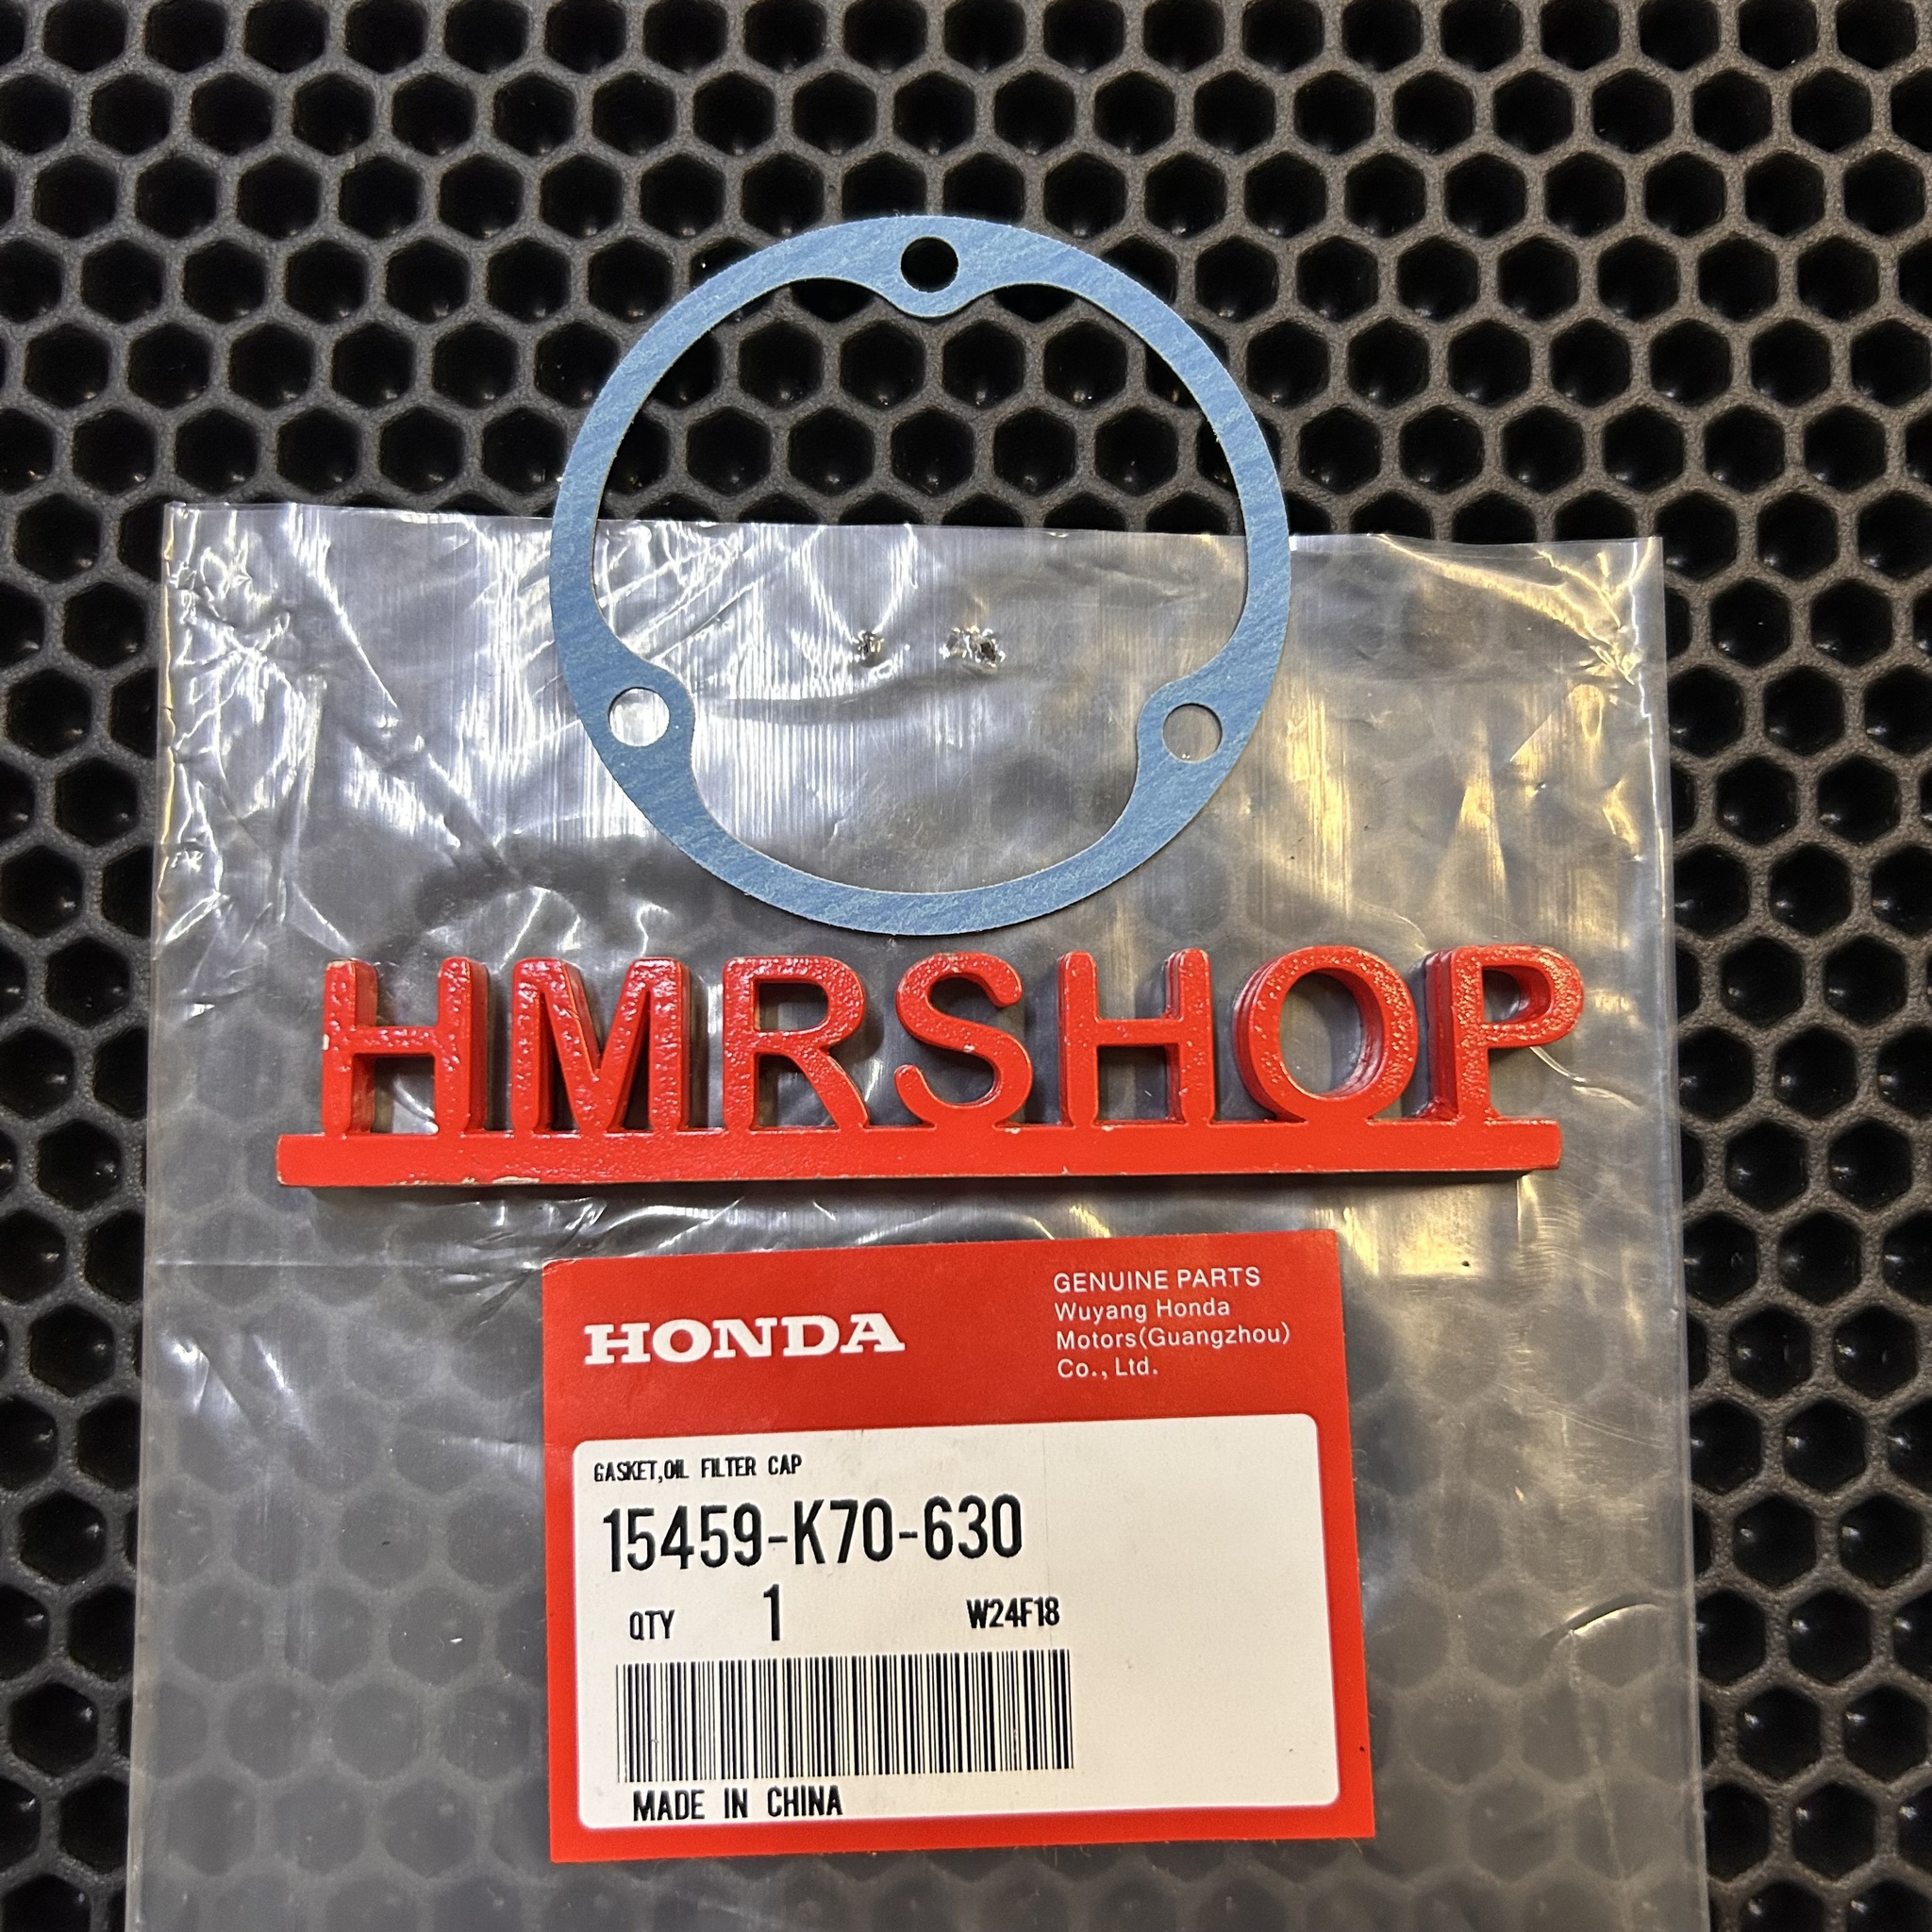 HMRSHOP
HONDA
GENUINE PARTS
Wuyang Honda
Motors(Guangzhou)
Co., Ltd.
GASKET,OIL FILTER CAP
15459-K70-630
QTY 1 W24F18
MADE IN CHINA